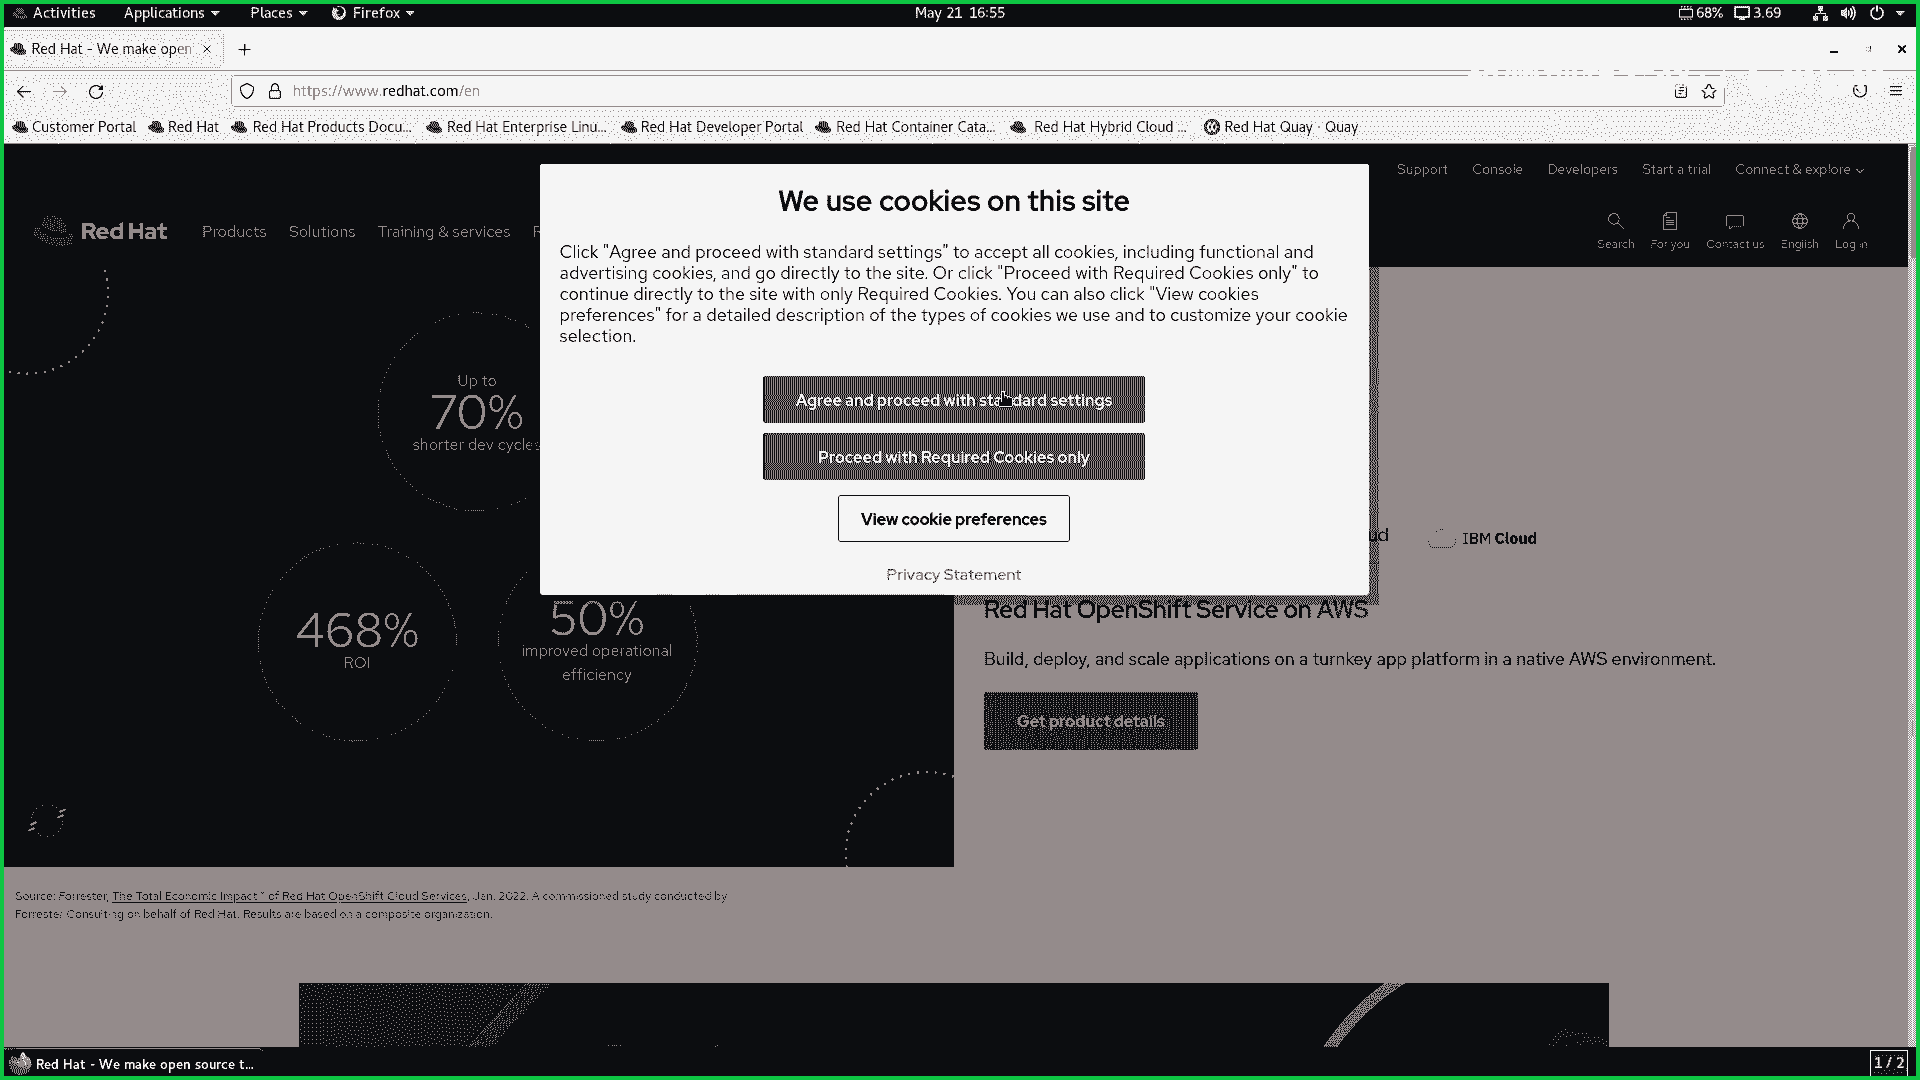 Activities Applications Places Firefox May 21 16:55 68% 3.69
Red Hat - We make open
https://www.redhat.com/en
Customer Portal Red Hat Red Hat Products Docu... Red Hat Enterprise Linu... Red Hat Developer Portal Red Hat Container Cata... Red Hat Hybrid Cloud ... Red Hat Quay · Quay
Support Console Developers Start a trial Connect & explore
Red Hat Products Solutions Training & services R
Search For you Contact us English Log in
We use cookies on this site
Click "Agree and proceed with standard settings" to accept all cookies, including functional and
advertising cookies, and go directly to the site. Or click "Proceed with Required Cookies only" to
continue directly to the site with only Required Cookies. You can also click "View cookies
preferences" for a detailed description of the types of cookies we use and to customize your cookie
selection.
Agree and proceed with standard settings
Proceed with Required Cookies only
View cookie preferences
Privacy Statement
Up to
70%
shorter dev cycles
468%
ROI
50%
improved operational
efficiency
ud
IBM Cloud
Red Hat OpenShift Service on AWS
Build, deploy, and scale applications on a turnkey app platform in a native AWS environment.
Get product details
Source: Forrester, The Total Economic Impact™ of Red Hat OpenShift Cloud Services, Jan. 2022. A commissioned study conducted by
Forrester Consulting on behalf of Red Hat. Results are based on a composite organization.
Red Hat - We make open source t...
1 / 2